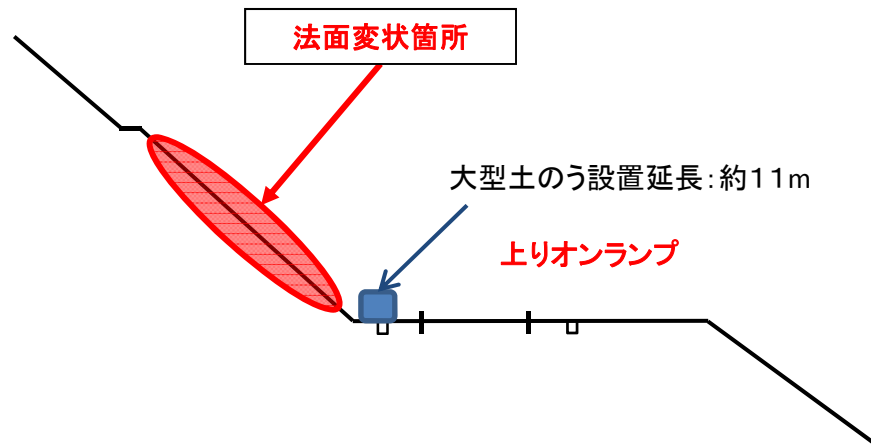 法面変状箇所
大型土のう設置延長：約１１ｍ
上りオンランプ